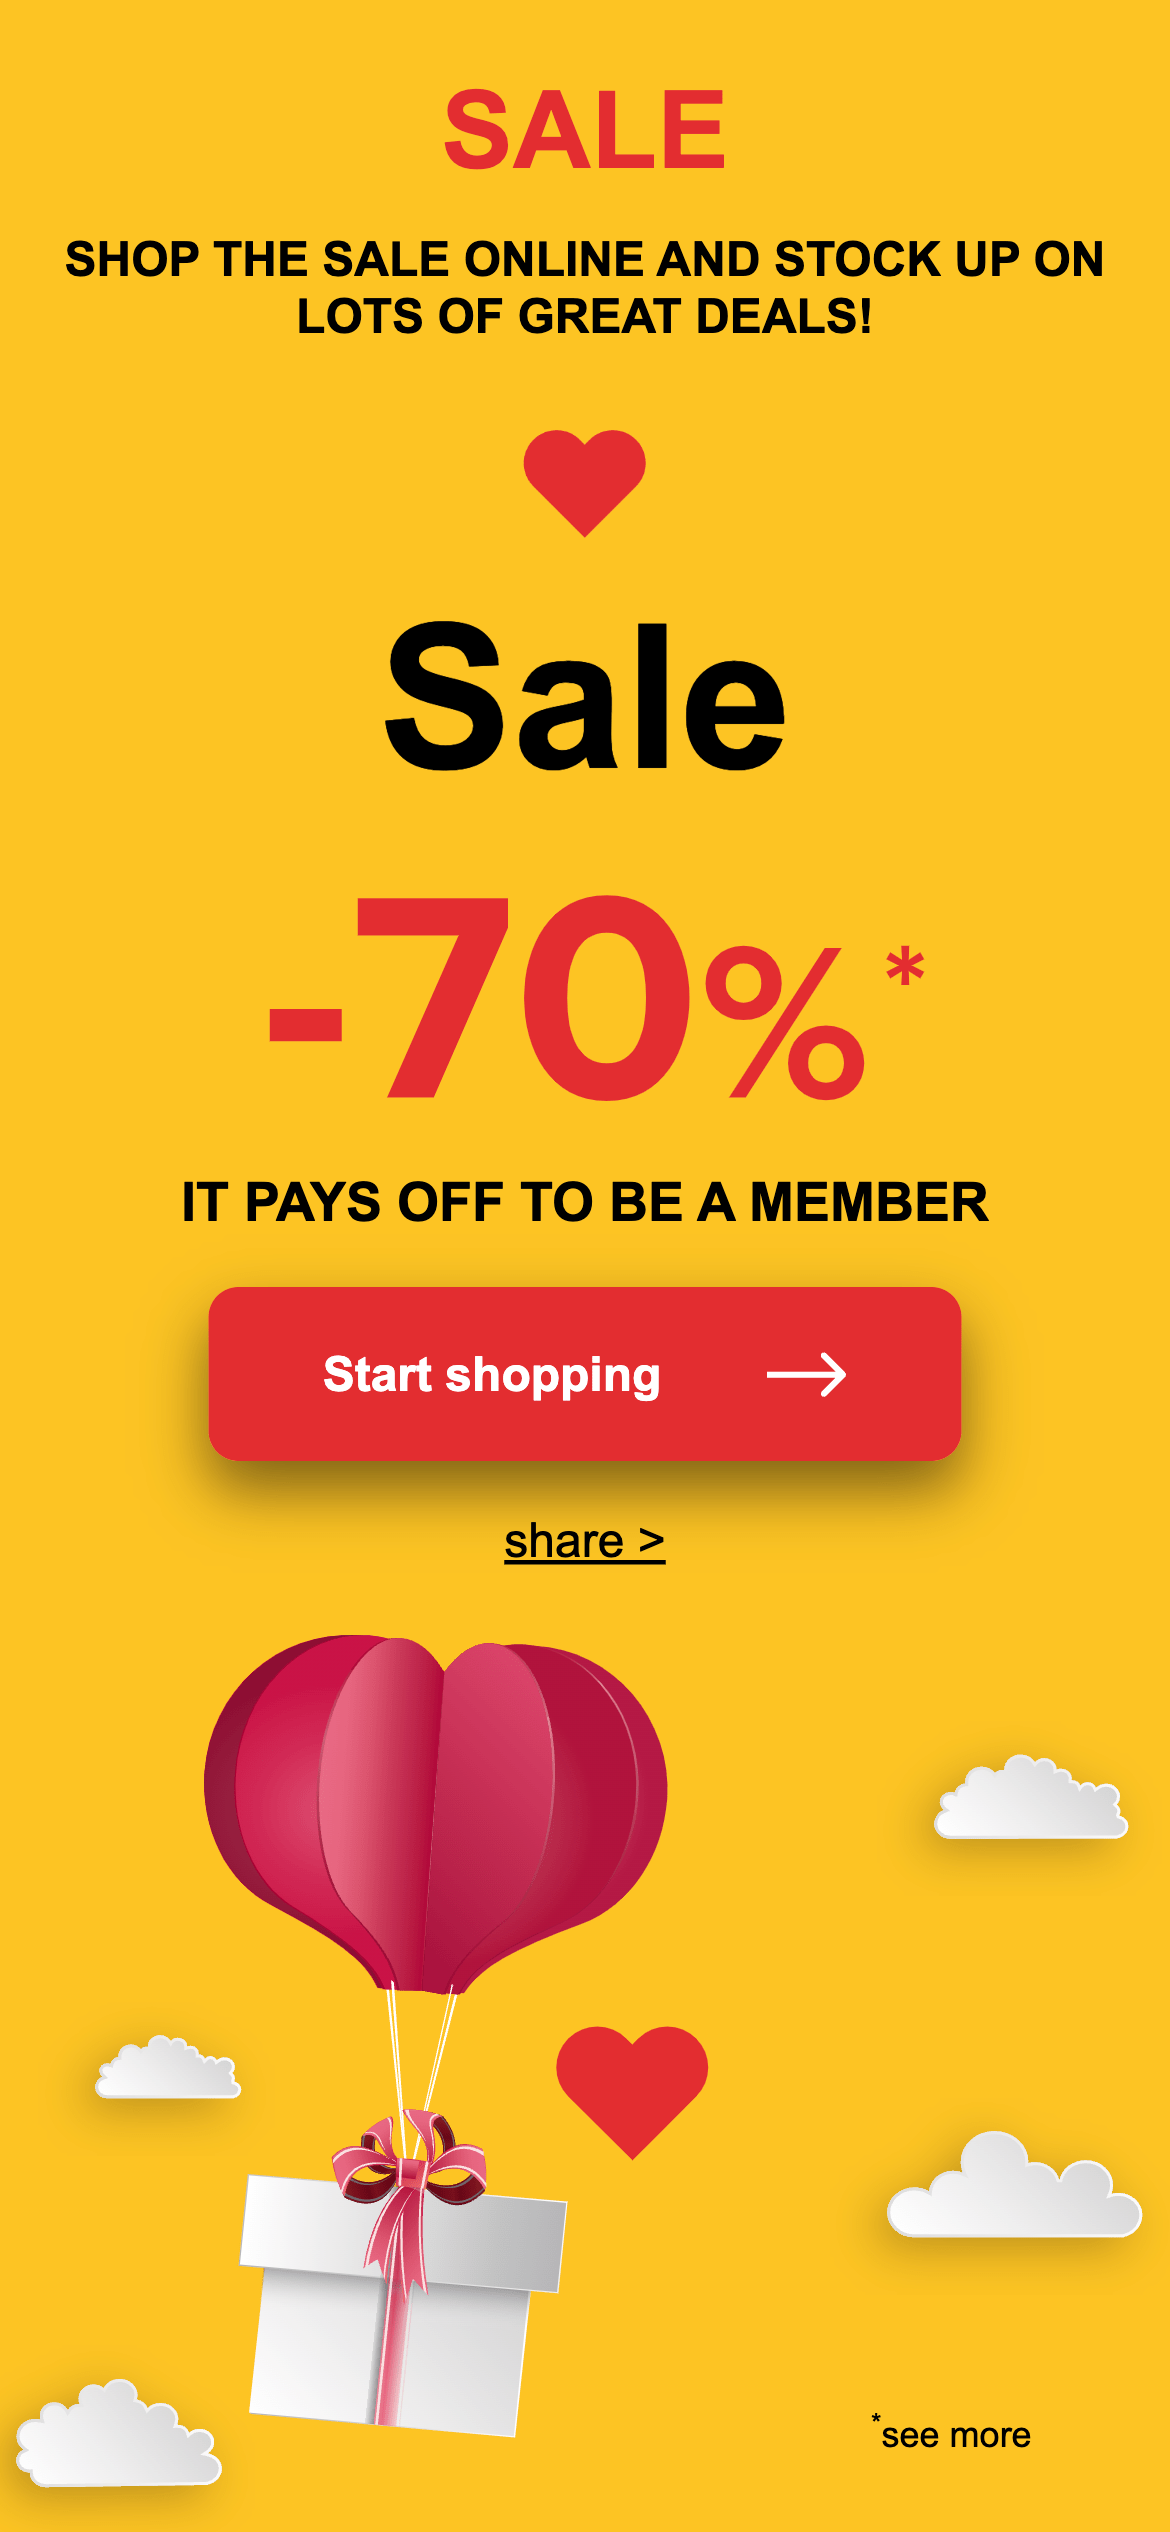 SALE
SHOP THE SALE ONLINE AND STOCK UP ON
LOTS OF GREAT DEALS!
Sale
-70%*
IT PAYS OFF TO BE A MEMBER
Start shopping
share >
*see more